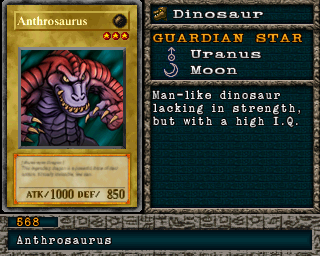 Anthrosaurus
ATK/1000 DEF/ 850
Dinosaur
GUARDIAN STAR
Uranus
Moon
Man-like dinosaur
lacking in strength,
but with a high I.Q.
568
Anthrosaurus